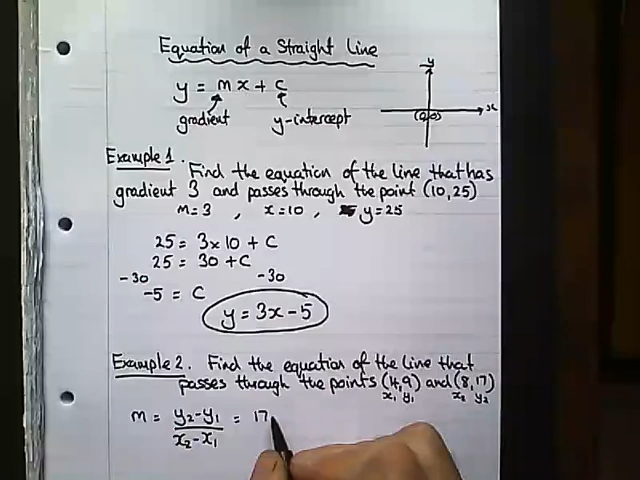 Equation of a Straight Line
y = mx + c
gradient y-intercept
y
x
(0,0)
Example 1. Find the equation of the line that has
gradient 3 and passes through the point (10,25)
m=3 , x=10 , y=25
25 = 3×10 + C
25 = 30 + C
-30 -30
-5 = C
y = 3x - 5
Example 2. Find the equation of the line that
passes through the points (4,9) and (8,17)
x₁ y₁ x₂ y₂
m = y₂-y₁ / x₂-x₁ = 17